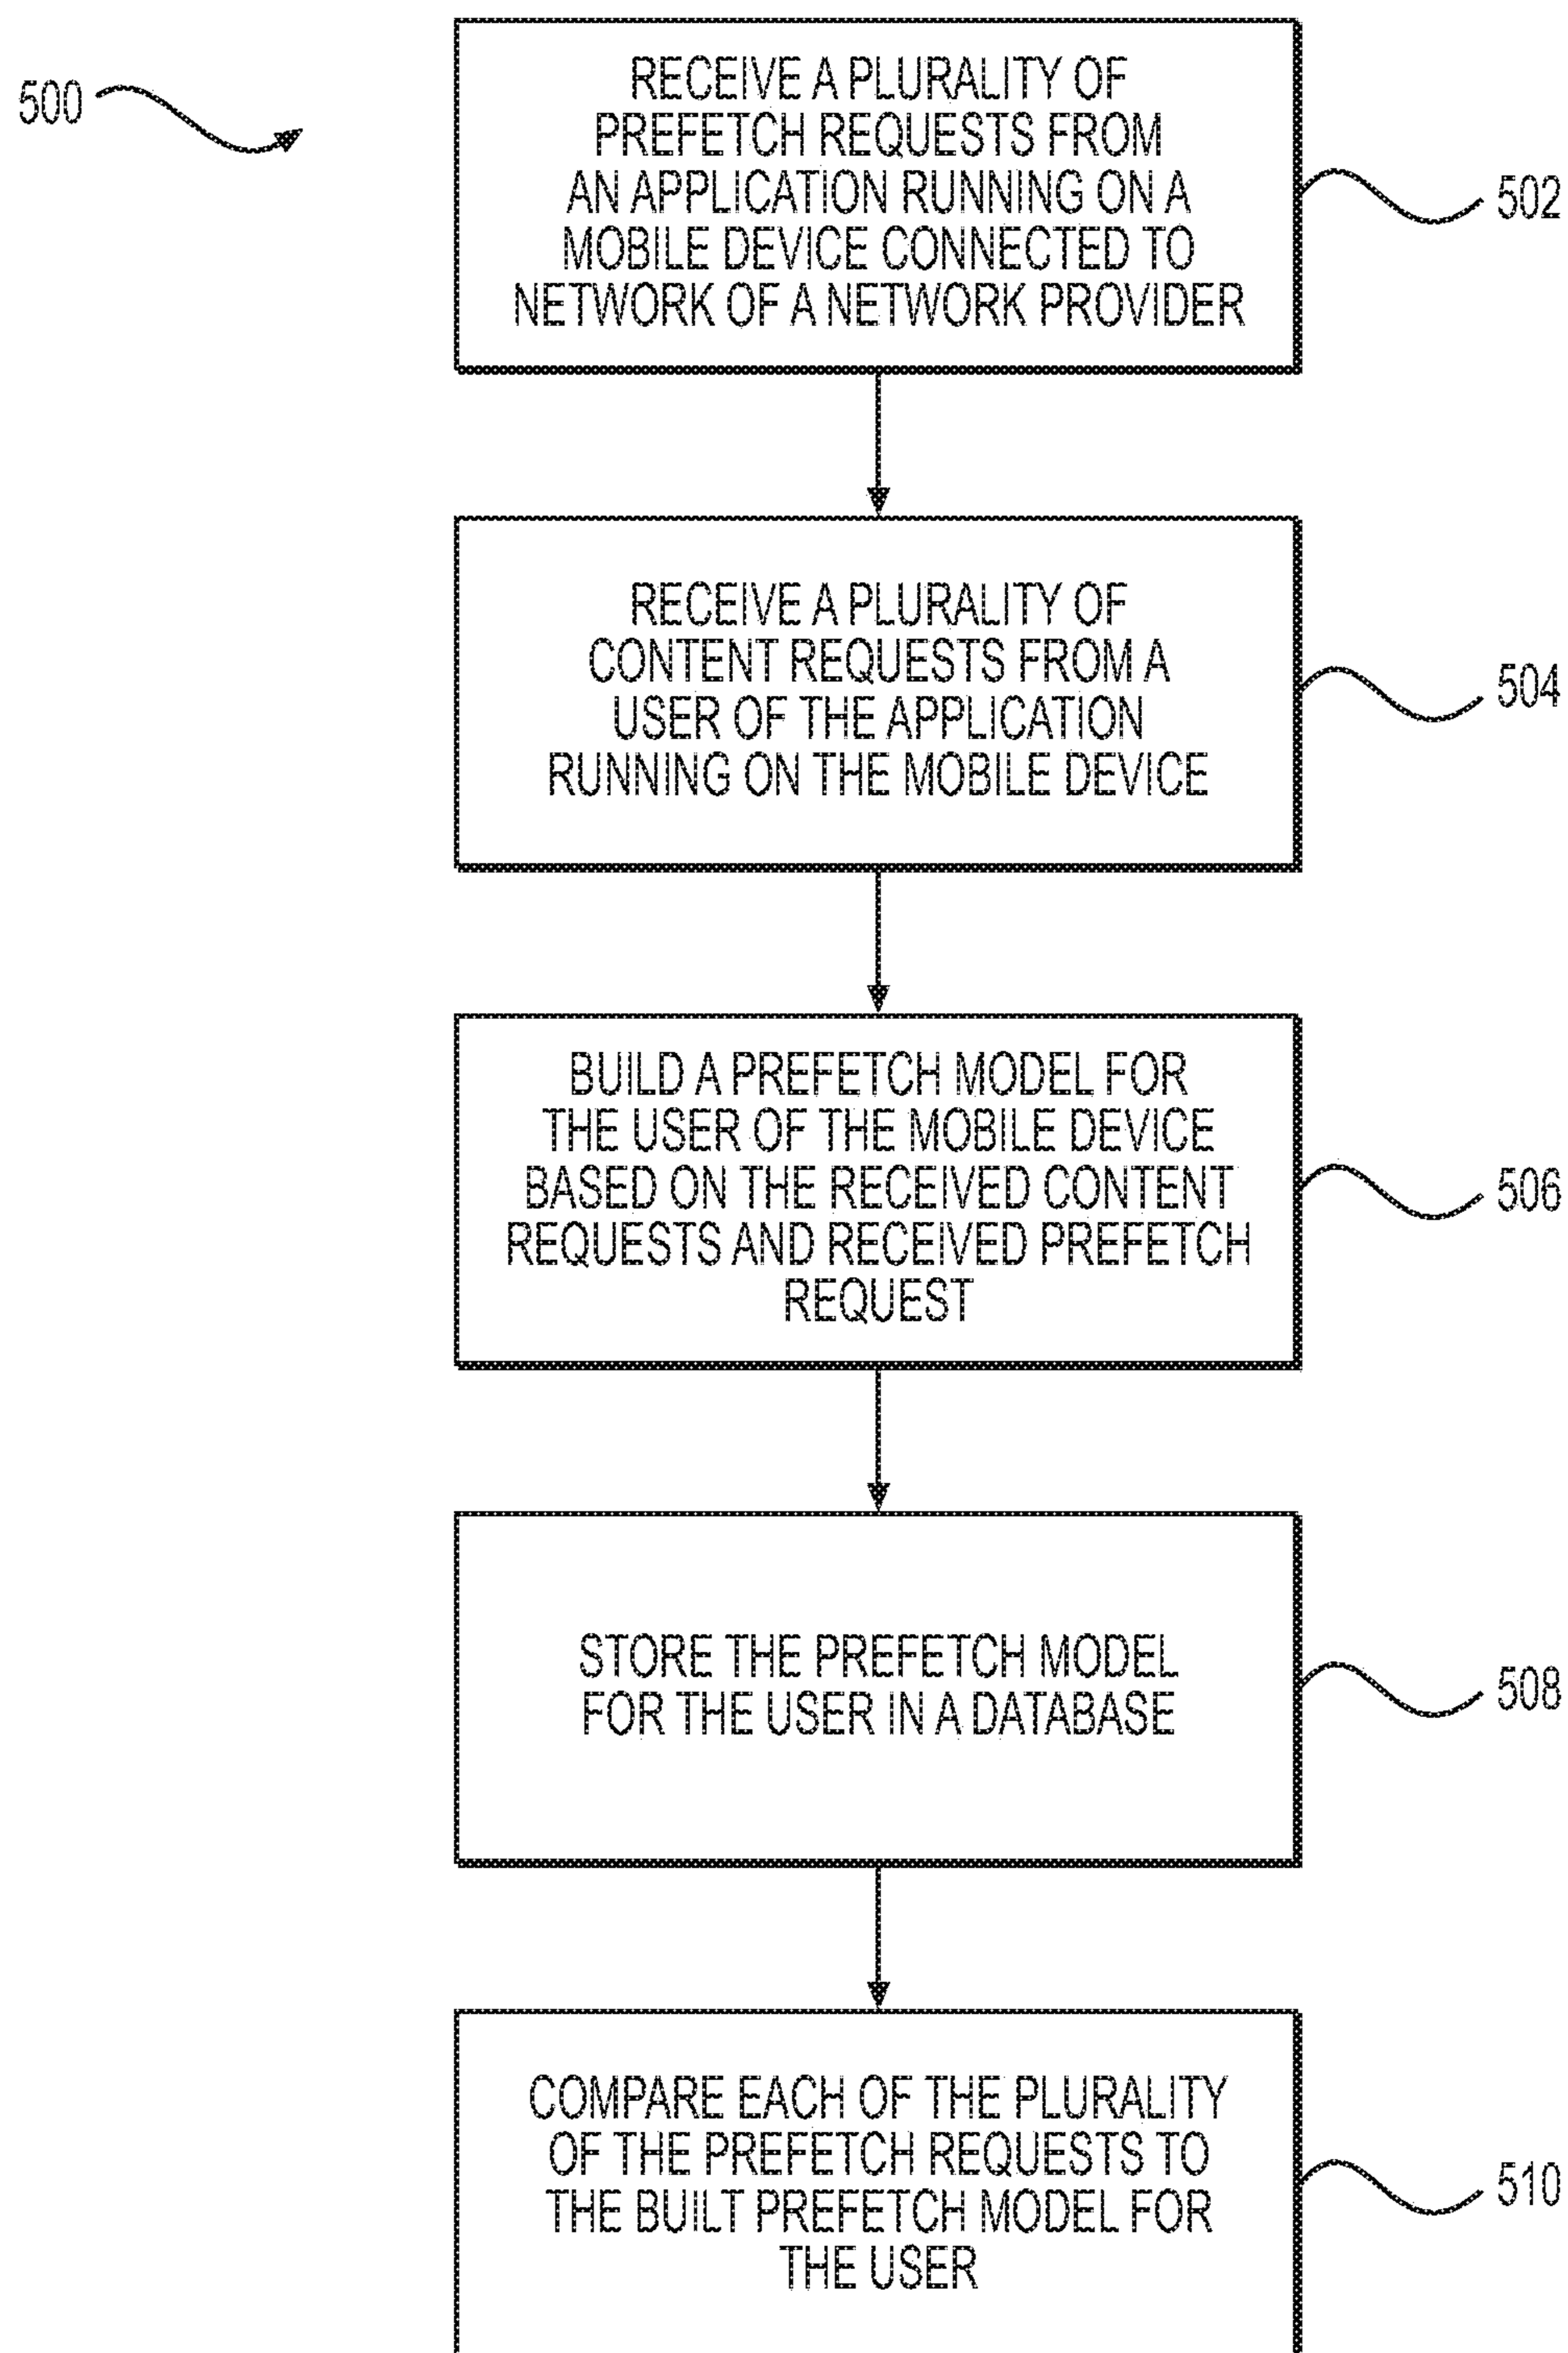 500
RECEIVE A PLURALITY OF
PREFETCH REQUESTS FROM
AN APPLICATION RUNNING ON A
MOBILE DEVICE CONNECTED TO
NETWORK OF A NETWORK PROVIDER
502
RECEIVE A PLURALITY OF
CONTENT REQUESTS FROM A
USER OF THE APPLICATION
RUNNING ON THE MOBILE DEVICE
504
BUILD A PREFETCH MODEL FOR
THE USER OF THE MOBILE DEVICE
BASED ON THE RECEIVED CONTENT
REQUESTS AND RECEIVED PREFETCH
REQUEST
506
STORE THE PREFETCH MODEL
FOR THE USER IN A DATABASE
508
COMPARE EACH OF THE PLURALITY
OF THE PREFETCH REQUESTS TO
THE BUILT PREFETCH MODEL FOR
THE USER
510